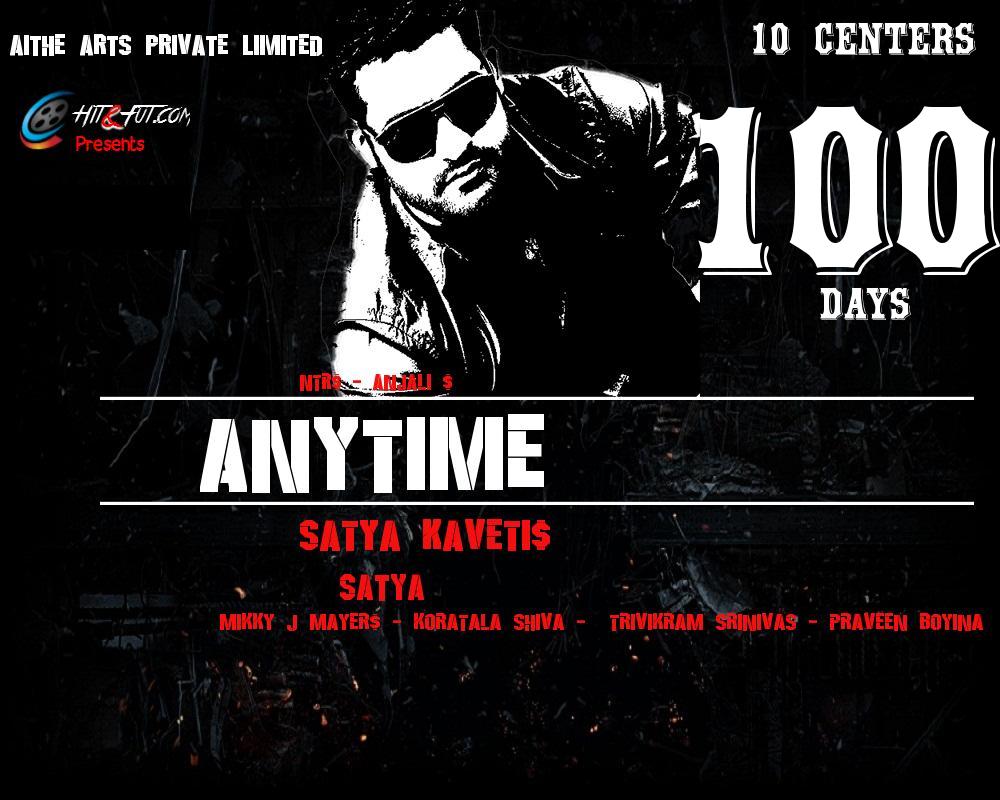 AITHE ARTS PRIVATE LIIMITED
10 CENTERS
HIT&FUT.COM
Presents
100
DAYS
NTR$ - ANJALI $
ANYTIME
SATYA KAVETI$
SATYA
MIKKY J MAYER$ - KORATALA SHIVA - TRIVIKRAM SRINIVAS - PRAVEEN BOYINA